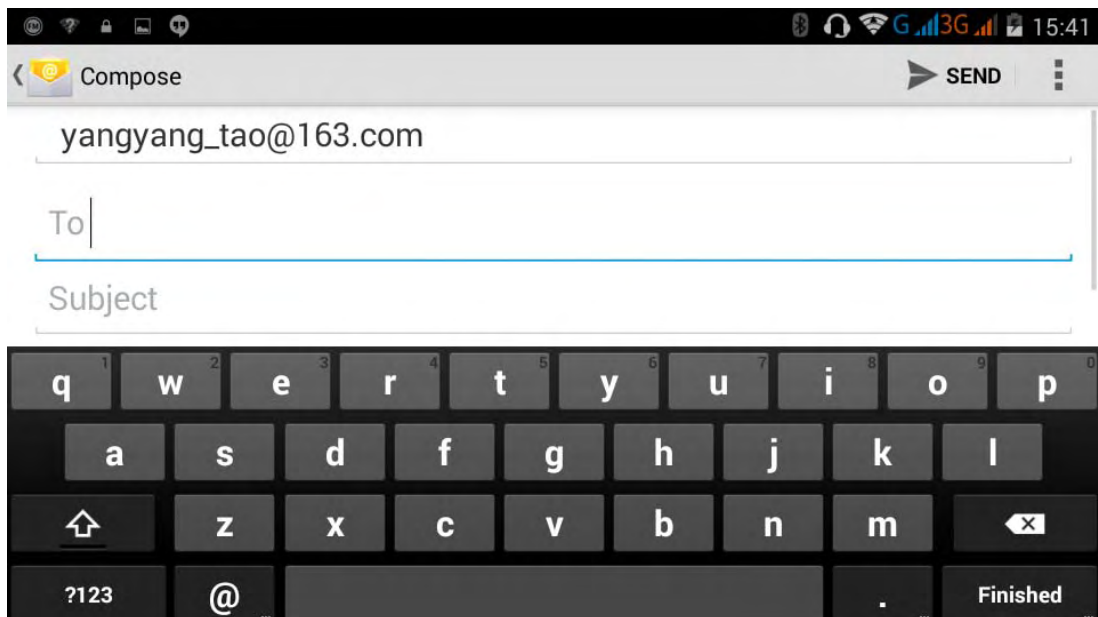 G 3G 15:41
Compose SEND
yangyang_tao@163.com
To
Subject
q 1 w 2 e 3 r 4 t 5 y 6 u 7 i 8 o 9 p 0
a s d f g h j k l
z x c v b n m
?123 @ . Finished